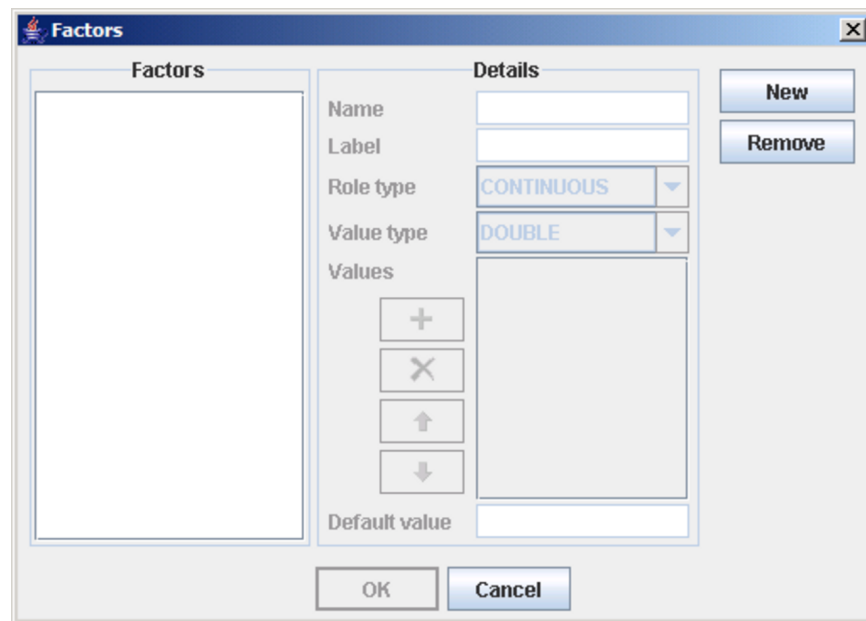 Factors
Factors
Details
Name
Label
Role type CONTINUOUS
Value type DOUBLE
Values
Default value
New
Remove
OK Cancel